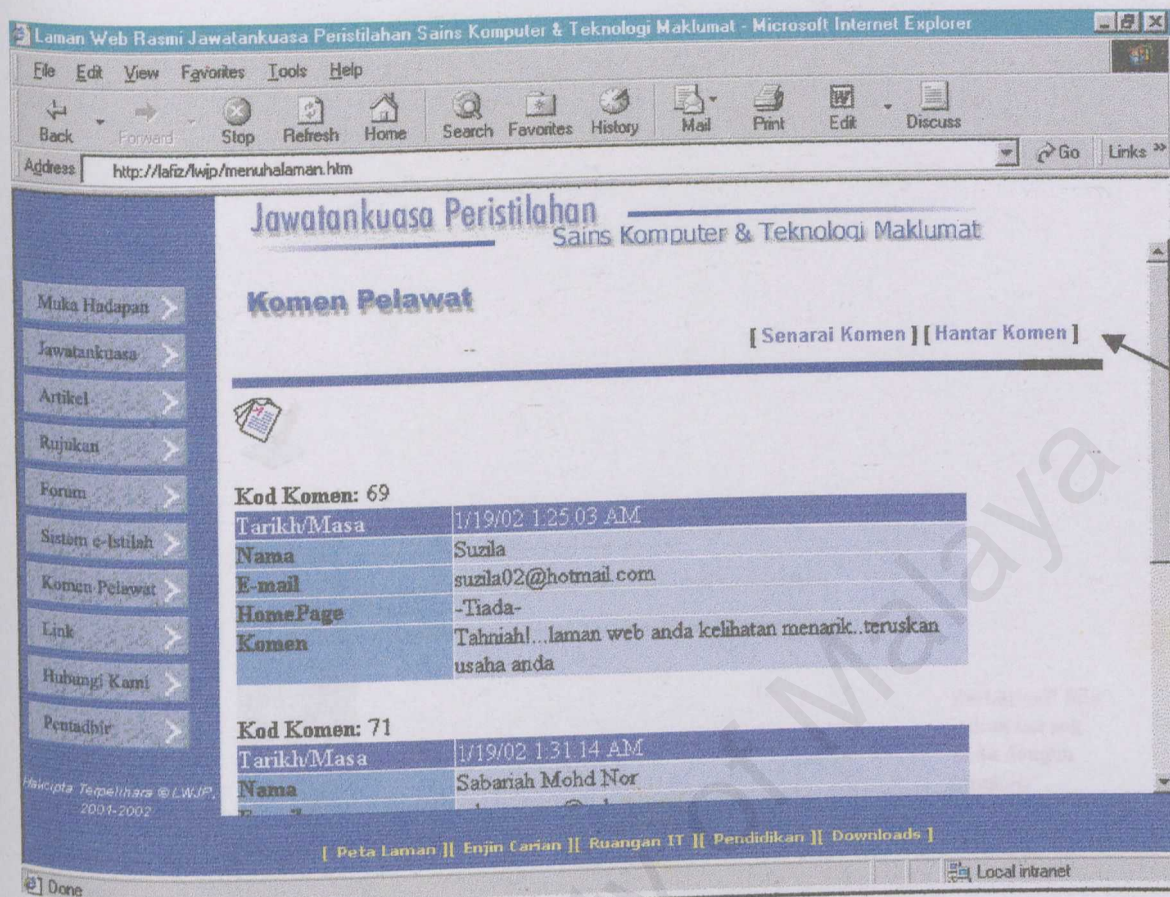 Laman Web Rasmi Jawatankuasa Peristilahan Sains Komputer & Teknologi Maklumat - Microsoft Internet Explorer
File Edit View Favorites Tools Help
Back Forward Stop Refresh Home Search Favorites History Mail Print Edit Discuss
Address http://lafiz/lwjp/menuhalaman.htm Go Links »
Jawatankuasa Peristilahan
Sains Komputer & Teknologi Maklumat
Komen Pelawat
[ Senarai Komen ] [ Hantar Komen ]
Muka Hadapan
Jawatankuasa
Artikel
Rujukan
Forum
Sistem e-Istilah
Komen Pelawat
Link
Hubungi Kami
Pentadbir
Hakcipta Terpelihara © LWJP.
2001-2002
Kod Komen: 69
Tarikh/Masa 1/19/02 1:25:03 AM
Nama Suzila
E-mail suzila02@hotmail.com
HomePage -Tiada-
Komen Tahniah!...laman web anda kelihatan menarik..teruskan
usaha anda
Kod Komen: 71
Tarikh/Masa 1/19/02 1:31:14 AM
Nama Sabariah Mohd Nor
[ Peta Laman ][ Enjin Carian ][ Ruangan IT ][ Pendidikan ][ Downloads ]
Done Local intranet
of Malaya